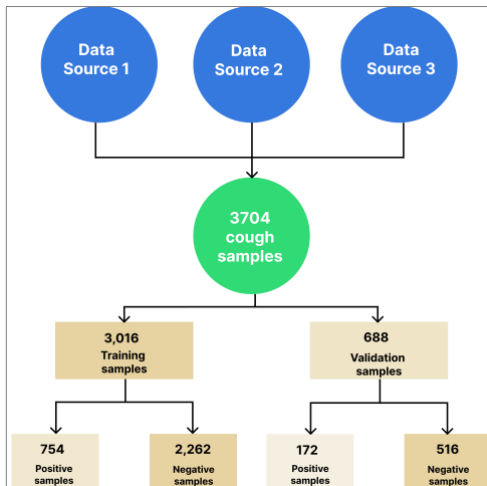 Data
Source 1
Data
Source 2
Data
Source 3
3704
cough
samples
3,016
Training
samples
688
Validation
samples
754
Positive
samples
2,262
Negative
samples
172
Positive
samples
516
Negative
samples